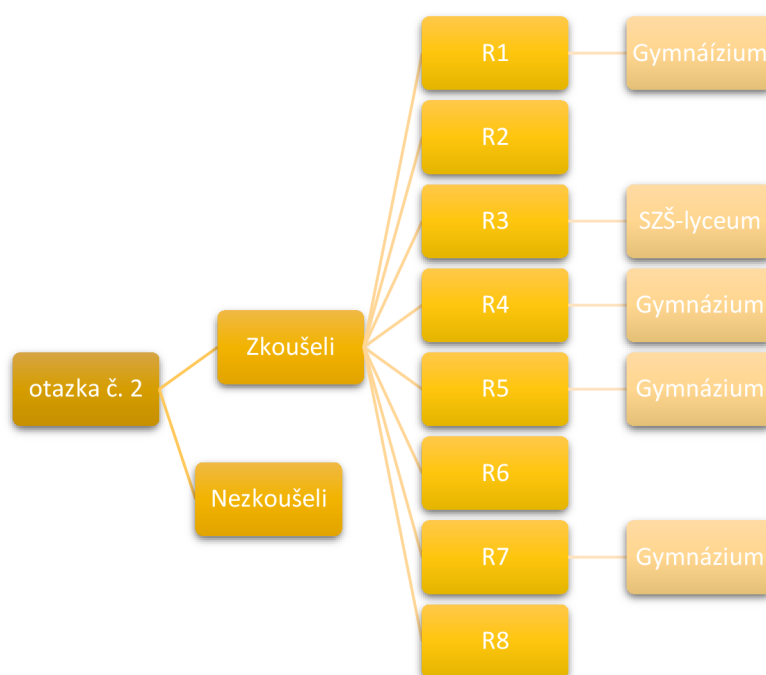 R1
Gymnáízium
R2
R3
SZŠ-lyceum
R4
Gymnázium
Zkoušeli
otazka č. 2
R5
Gymnázium
R6
Nezkoušeli
R7
Gymnázium
R8